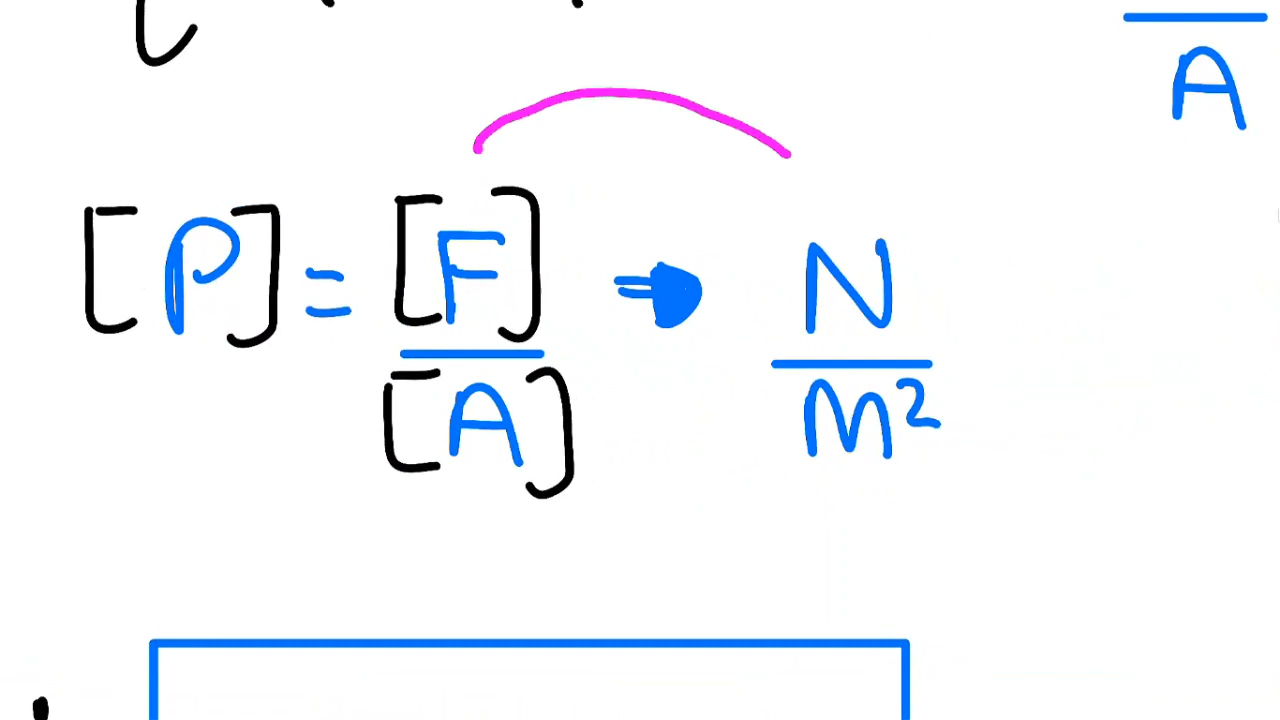 A
[P] = [F] / [A] ⇒ N / M²